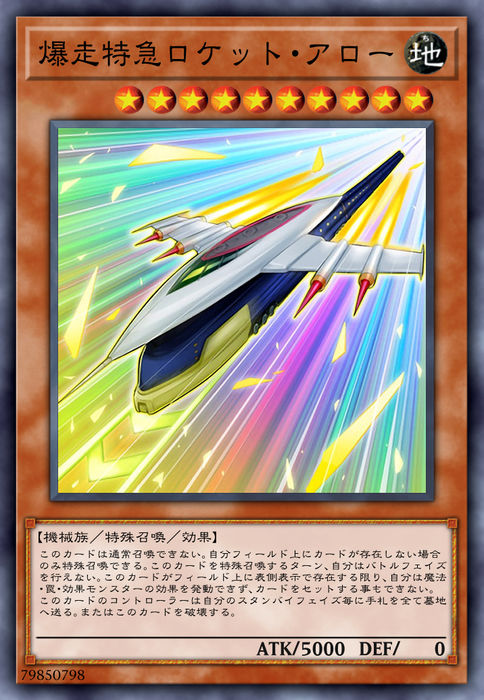 爆走特急ロケット・アロー
ち
地
【機械族／特殊召喚／効果】
このカードは通常召喚できない。自分フィールド上にカードが存在しない場合
のみ特殊召喚できる。このカードを特殊召喚するターン、自分はバトルフェイズ
を行えない。このカードがフィールド上に表側表示で存在する限り、自分は魔法
・罠・効果モンスターの効果を発動できず、カードをセットする事もできない。
このカードのコントローラーは自分のスタンバイフェイズ毎に手札を全て墓地
へ送る。またはこのカードを破壊する。
ATK/5000 DEF/ 0
79850798